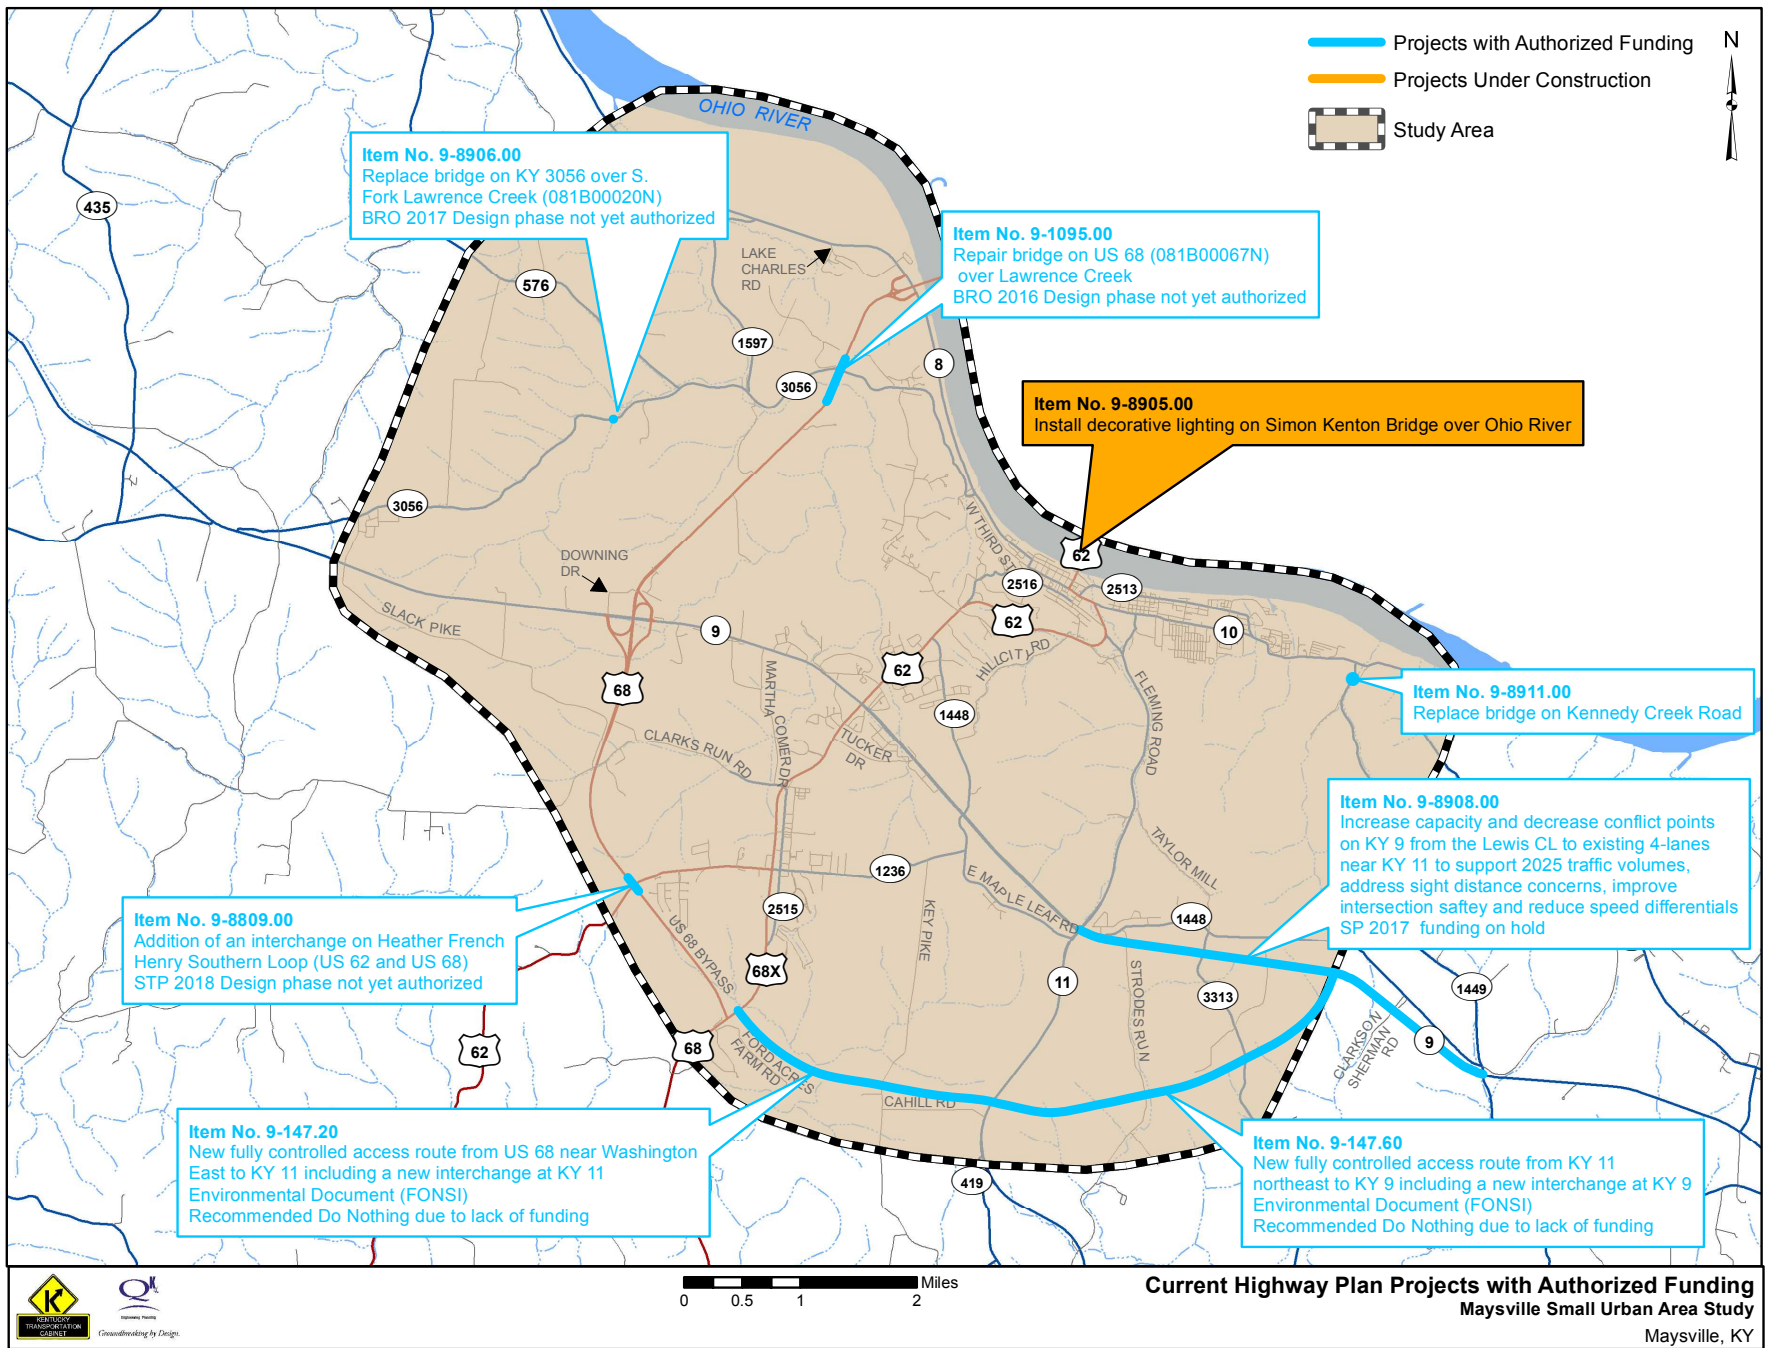 Projects with Authorized Funding
Projects Under Construction
Study Area
N
OHIO RIVER
Item No. 9-8906.00
Replace bridge on KY 3056 over S.
Fork Lawrence Creek (081B00020N)
BRO 2017 Design phase not yet authorized
435
576
LAKE
CHARLES
RD
Item No. 9-1095.00
Repair bridge on US 68 (081B00067N)
over Lawrence Creek
BRO 2016 Design phase not yet authorized
1597
3056
8
Item No. 9-8905.00
Install decorative lighting on Simon Kenton Bridge over Ohio River
3056
W THIRD ST
62
DOWNING
DR
2516
2513
SLACK PIKE
9
62
10
HILLCITY RD
62
68
MARTHA COMER DR
1448
FLEMING ROAD
Item No. 9-8911.00
Replace bridge on Kennedy Creek Road
CLARKS RUN RD
TUCKER
DR
Item No. 9-8908.00
Increase capacity and decrease conflict points
on KY 9 from the Lewis CL to existing 4-lanes
near KY 11 to support 2025 traffic volumes,
address sight distance concerns, improve
intersection saftey and reduce speed differentials
SP 2017 funding on hold
TAYLOR MILL
1236
E MAPLE LEAF RD
Item No. 9-8809.00
Addition of an interchange on Heather French
Henry Southern Loop (US 62 and US 68)
STP 2018 Design phase not yet authorized
2515
US 68 BYPASS
KEY PIKE
1448
68X
11
STRODES RUN
3313
1449
62
68
FORD ACRES
FARM RD
CLARKSON
SHERMAN
RD
9
CAHILL RD
Item No. 9-147.20
New fully controlled access route from US 68 near Washington
East to KY 11 including a new interchange at KY 11
Environmental Document (FONSI)
Recommended Do Nothing due to lack of funding
419
Item No. 9-147.60
New fully controlled access route from KY 11
northeast to KY 9 including a new interchange at KY 9
Environmental Document (FONSI)
Recommended Do Nothing due to lack of funding
KENTUCKY
TRANSPORTATION
CABINET
QK
Groundbreaking by Design.
Miles
0 0.5 1 2
Current Highway Plan Projects with Authorized Funding
Maysville Small Urban Area Study
Maysville, KY